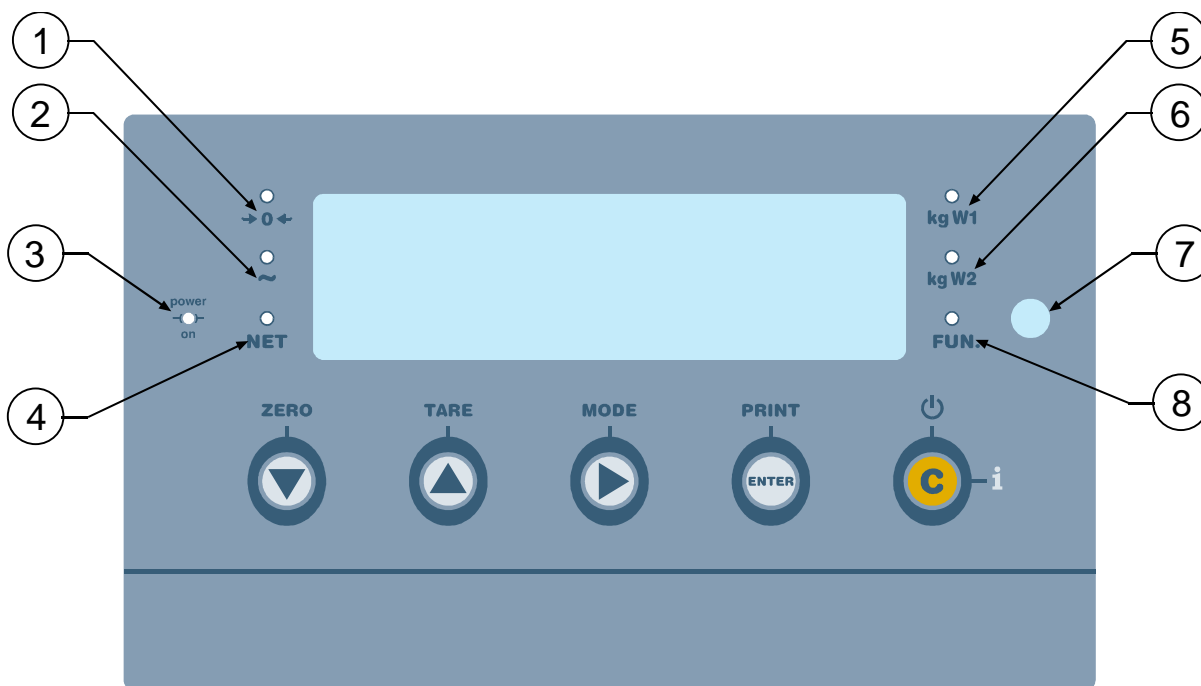 1
5
2
6
→0← kg W1
3
~ kg W2
7
power
on
NET FUN.
4
8
ZERO TARE MODE PRINT
ENTER C i